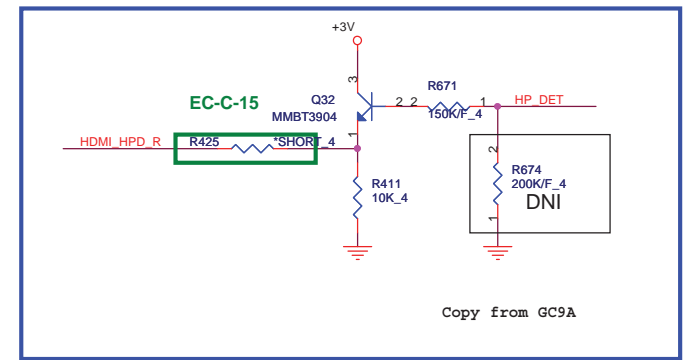 +3V
3
R671
EC-C-15
Q32
2 2
1
HP_DET
MMBT3904
150K/F_4
HDMI_HPD_R
R425
*SHORT_4
1
2
R674
200K/F_4
R411
10K_4
DNI
1
Copy from GC9A